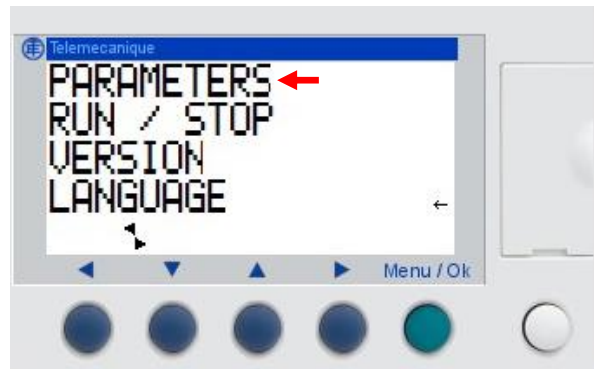 Telemecanique
PARAMETERS
RUN / STOP
VERSION
LANGUAGE
Menu / Ok